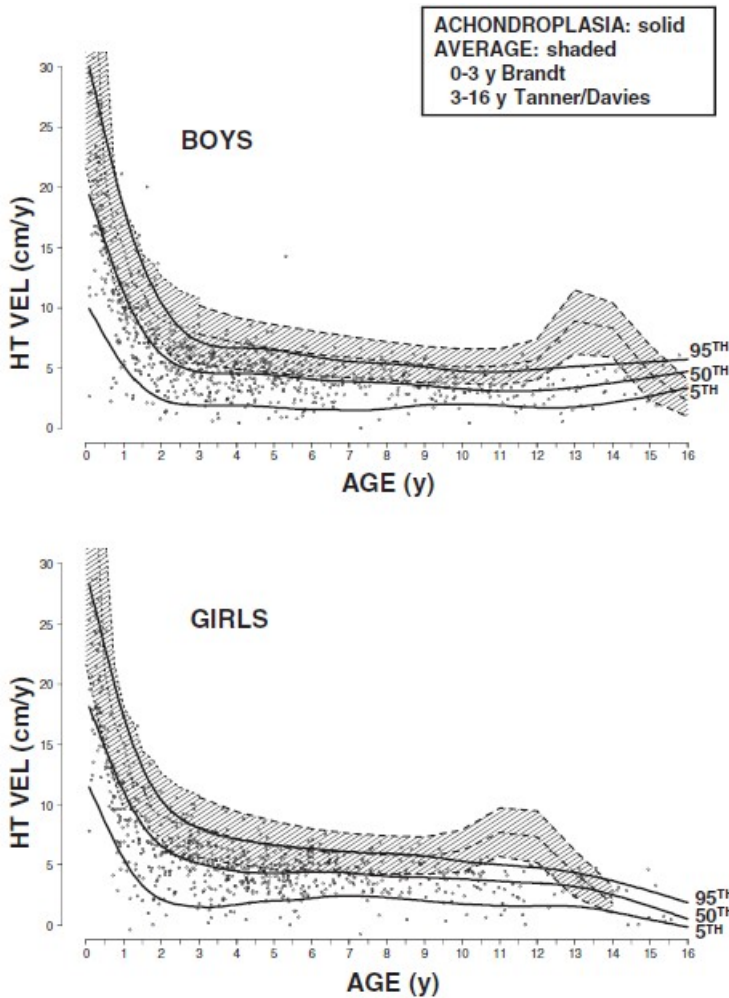 ACHONDROPLASIA: solid
AVERAGE: shaded
0-3 y Brandt
3-16 y Tanner/Davies
BOYS
HT VEL (cm/y)
30
25
20
15
10
5
0
95TH
50TH
5TH
0 1 2 3 4 5 6 7 8 9 10 11 12 13 14 15 16
AGE (y)
GIRLS
HT VEL (cm/y)
30
25
20
15
10
5
0
95TH
50TH
5TH
0 1 2 3 4 5 6 7 8 9 10 11 12 13 14 15 16
AGE (y)